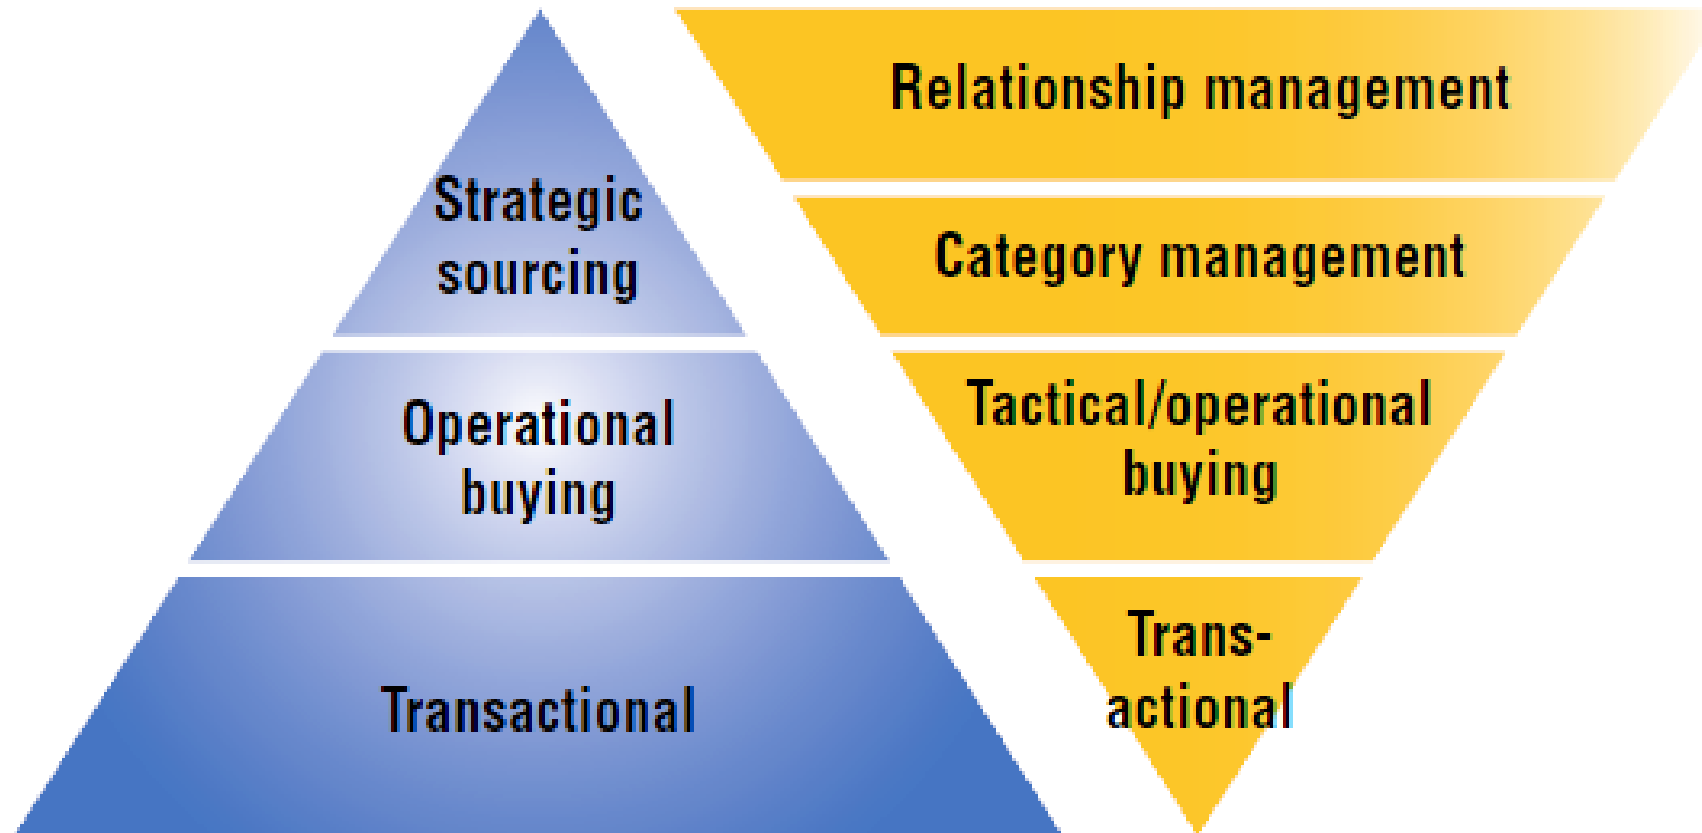 Strategic
sourcing
Operational
buying
Transactional
Relationship management
Category management
Tactical/operational
buying
Trans-
actional